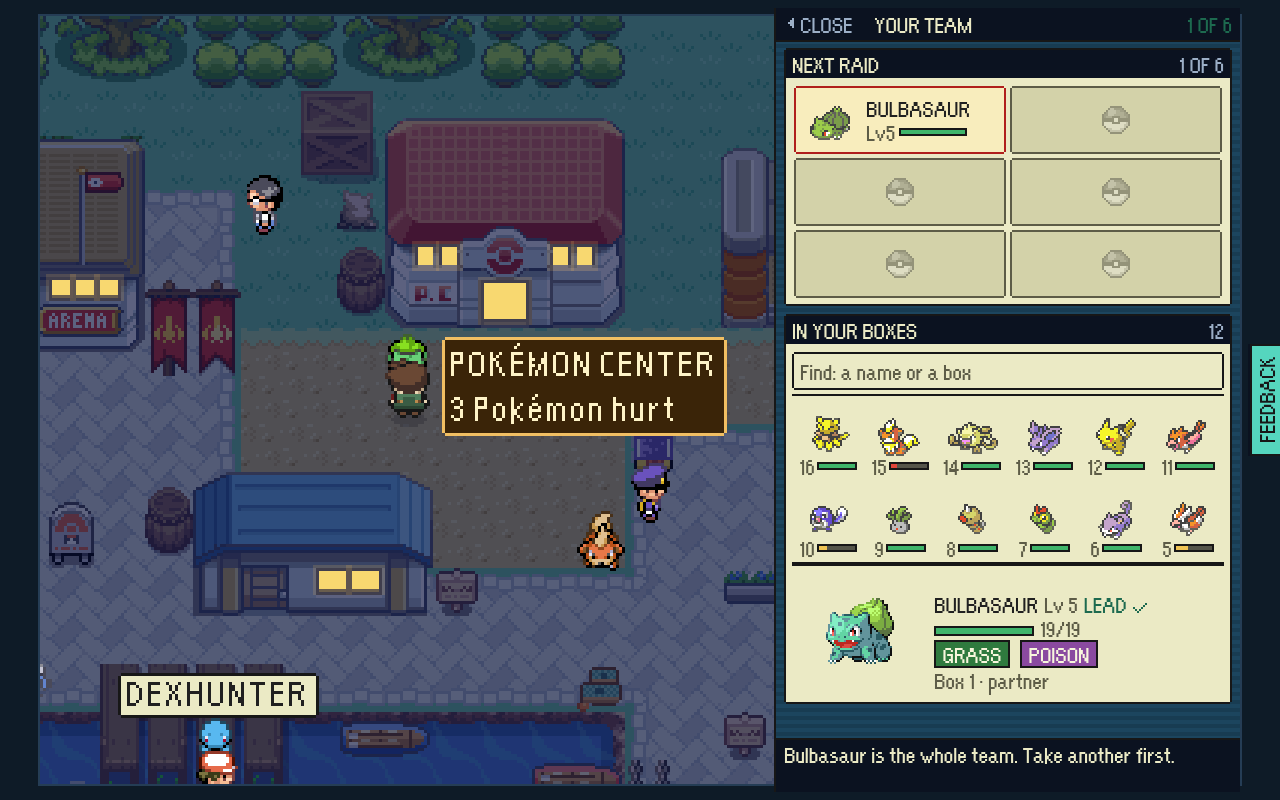 CLOSE YOUR TEAM 1 OF 6
NEXT RAID 1 OF 6
BULBASAUR
Lv5
IN YOUR BOXES 12
Find: a name or a box
16 15 14 13 12 11
10 9 8 7 6 5
BULBASAUR Lv 5 LEAD ✓
19/19
GRASS POISON
Box 1 · partner
Bulbasaur is the whole team. Take another first.
FEEDBACK
P.C
ARENA
POKÉMON CENTER
3 Pokémon hurt
DEXHUNTER